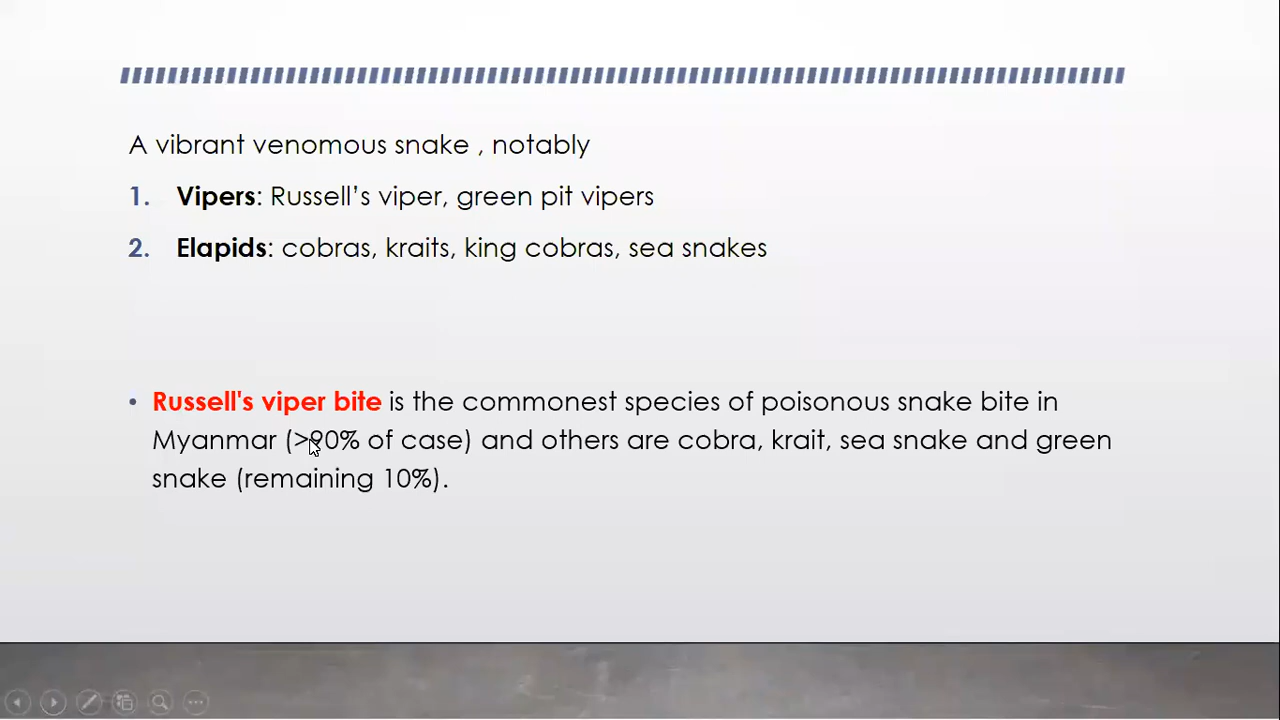 A vibrant venomous snake , notably
1. Vipers: Russell's viper, green pit vipers
2. Elapids: cobras, kraits, king cobras, sea snakes
• Russell's viper bite is the commonest species of poisonous snake bite in
Myanmar (>90% of case) and others are cobra, krait, sea snake and green
snake (remaining 10%).